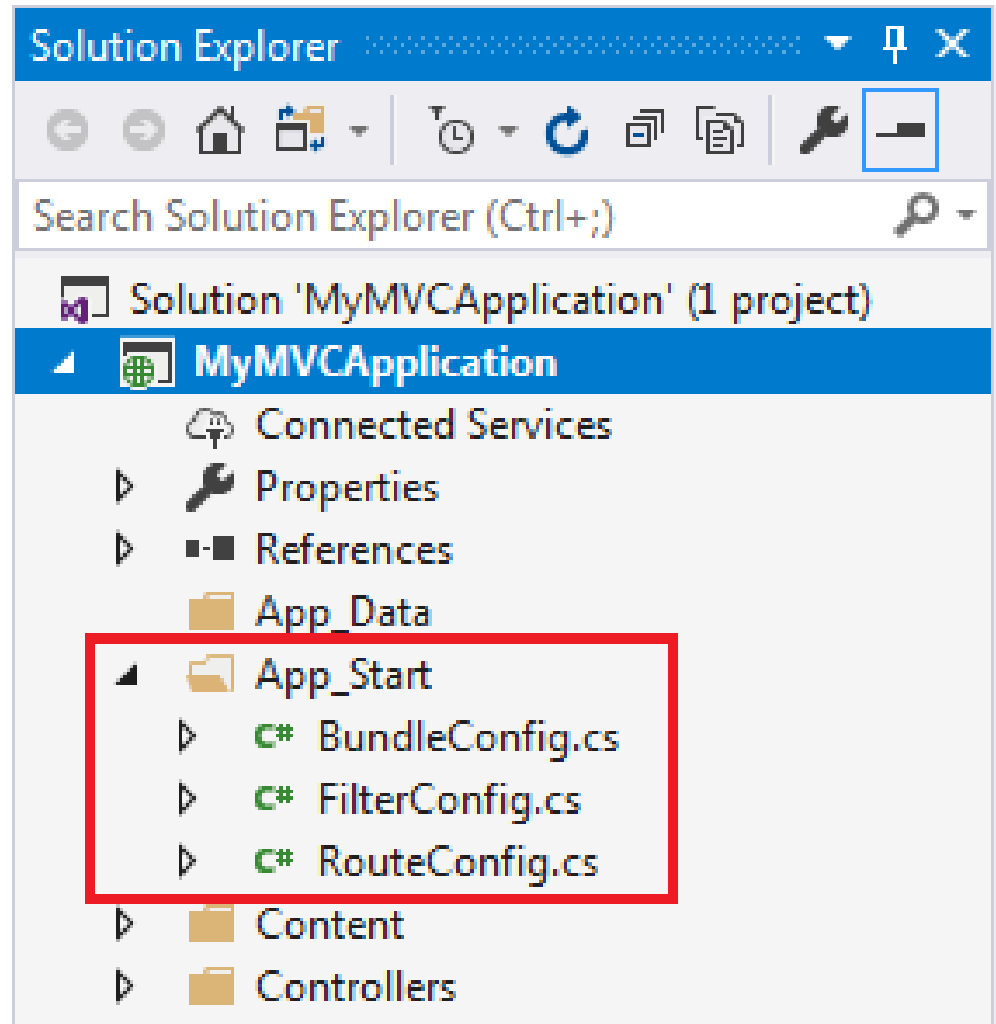 Solution Explorer
Search Solution Explorer (Ctrl+;)
Solution 'MyMVCApplication' (1 project)
MyMVCApplication
Connected Services
Properties
References
App_Data
App_Start
C# BundleConfig.cs
C# FilterConfig.cs
C# RouteConfig.cs
Content
Controllers